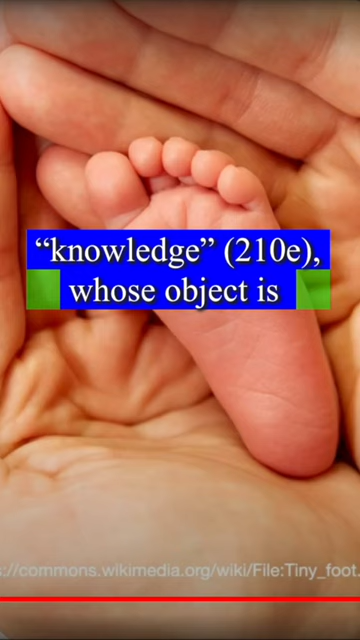 “knowledge” (210e),
whose object is
://commons.wikimedia.org/wiki/File:Tiny_foot.